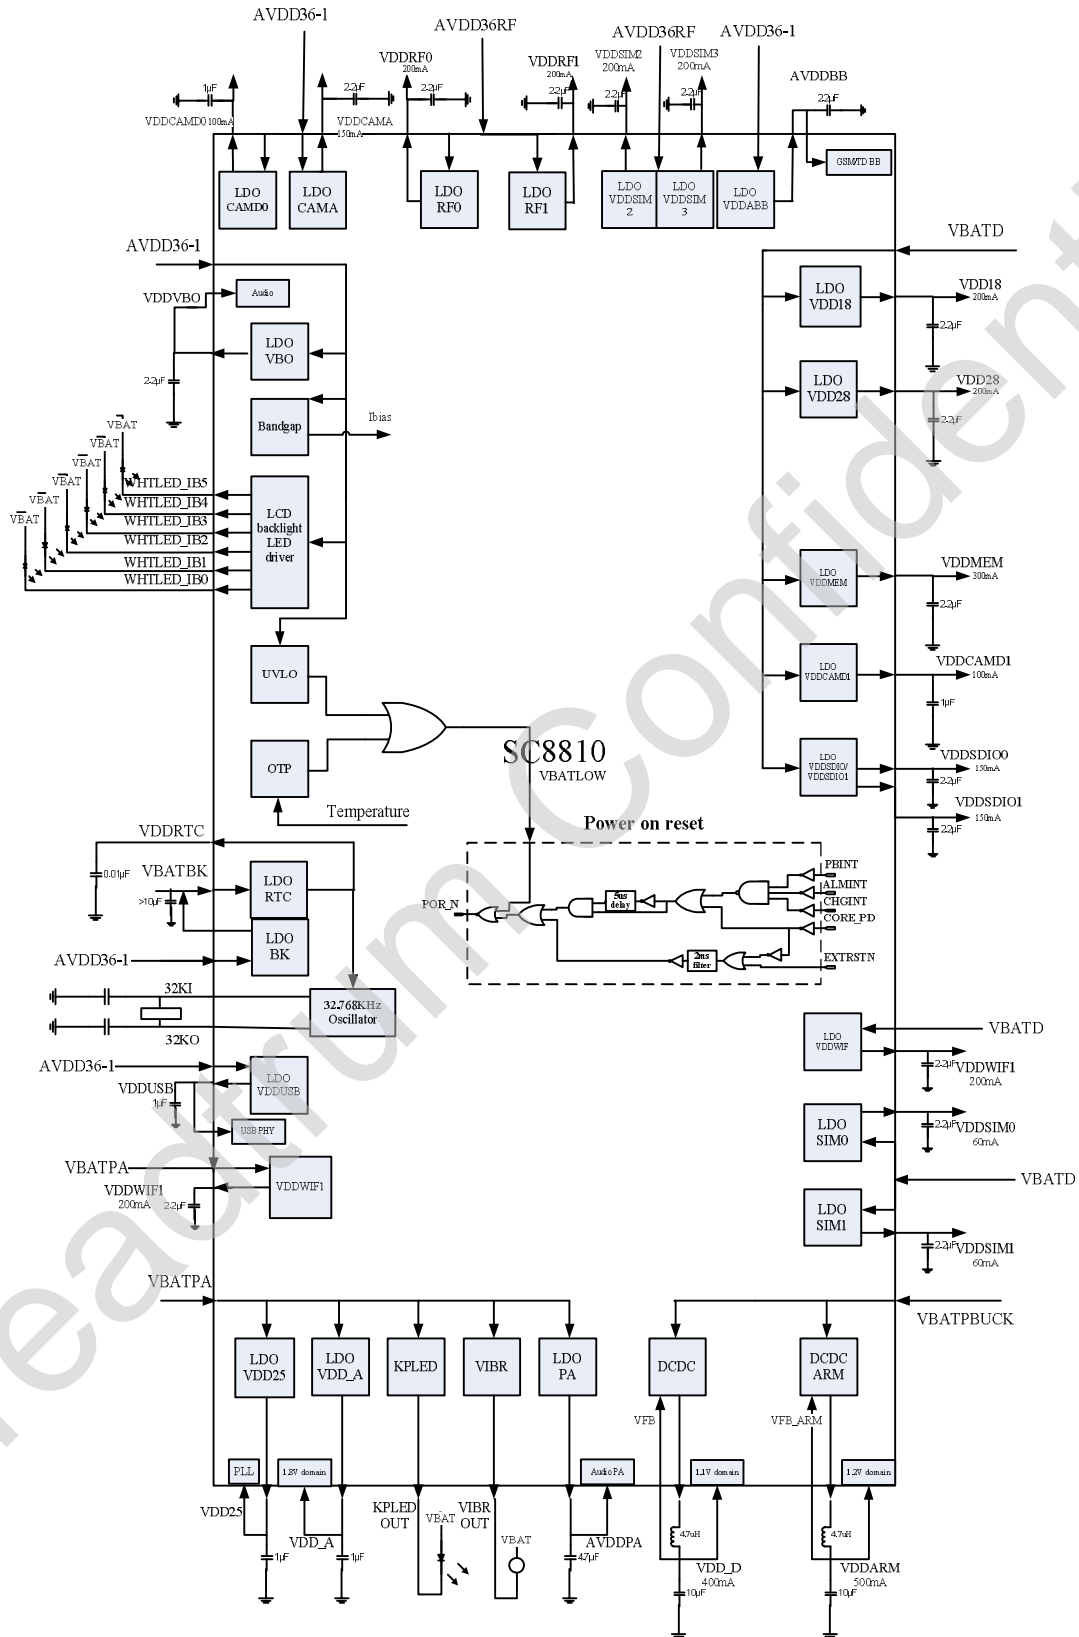 AVDD36-1
AVDD36RF
AVDD36RF
AVDD36-1
VDDRF0
200mA
VDDRF1
200mA
VDDSIM2
200mA
VDDSIM3
200mA
AVDDBB
1μF
2.2μF
2.2μF
2.2μF
2.2μF
2.2μF
2.2μF
VDDCAMD0 100mA
VDDCAMA
150mA
GSM/TD BB
LDO
CAMD0
LDO
CAMA
LDO
RF0
LDO
RF1
LDO
VDDSIM
2
LDO
VDDSIM
3
LDO
VDDABB
AVDD36-1
VBATD
VDDVBO
Audio
LDO
VDD18
VDD18
200mA
2.2μF
LDO
VBO
2.2μF
LDO
VDD28
VDD28
200mA
2.2μF
Bandgap
Ibias
VBAT
VBAT
VBAT
VBAT
VBAT
VBAT
WHTLED_IB5
WHTLED_IB4
WHTLED_IB3
WHTLED_IB2
WHTLED_IB1
WHTLED_IB0
LCD
backlight
LED
driver
LDO
VDDMEM
VDDMEM
300mA
2.2μF
UVLO
LDO
VDDCAMD1
VDDCAMD1
100mA
1μF
OTP
SC8810
VBATLOW
LDO
VDDSDIO/
VDDSDIO1
VDDSDIO0
150mA
2.2μF
VDDSDIO1
150mA
2.2μF
Temperature
Power on reset
VDDRTC
0.01μF
VBATBK
>10μF
LDO
RTC
LDO
BK
AVDD36-1
POR_N
5us
delay
PBINT
ALMINT
CHGINT
CORE_PD
2ms
filter
EXTRSTN
32KI
32KO
32.768KHz
Oscillator
LDO
VDDWIF
VBATD
2.2μF
VDDWIF1
200mA
AVDD36-1
LDO
VDDUSB
VDDUSB
1μF
USB PHY
LDO
SIM0
2.2μF
VDDSIM0
60mA
VBATPA
VDDWIF1
VDDWIF1
200mA
2.2μF
VBATD
LDO
SIM1
2.2μF
VDDSIM1
60mA
VBATPA
VBATPBUCK
LDO
VDD25
LDO
VDD_A
KPLED
VIBR
LDO
PA
DCDC
DCDC
ARM
VFB
VFB_ARM
PLL
1.8V domain
Audio PA
1.1V domain
1.2V domain
VDD25
1μF
VDD_A
1μF
KPLED
OUT
VBAT
VIBR
OUT
VBAT
AVDDPA
4.7μF
4.7uH
VDD_D
400mA
10μF
4.7uH
VDDARM
500mA
10μF